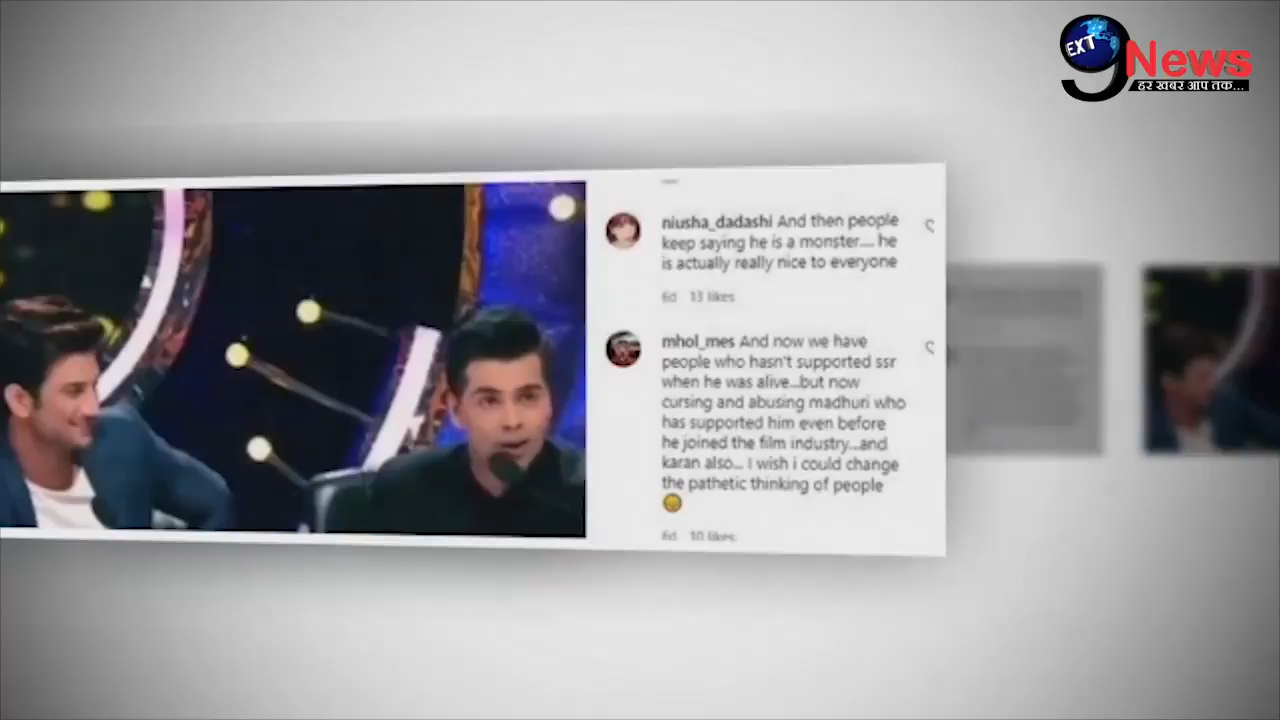 EXT
9News
हर खबर आप तक...
niusha_dadashi And then people
keep saying he is a monster.... he
is actually really nice to everyone
6d 13 likes
mhol_mes And now we have
people who hasn't supported ssr
when he was alive...but now
cursing and abusing madhuri who
has supported him even before
he joined the film industry...and
karan also... I wish i could change
the pathetic thinking of people
6d 10 likes